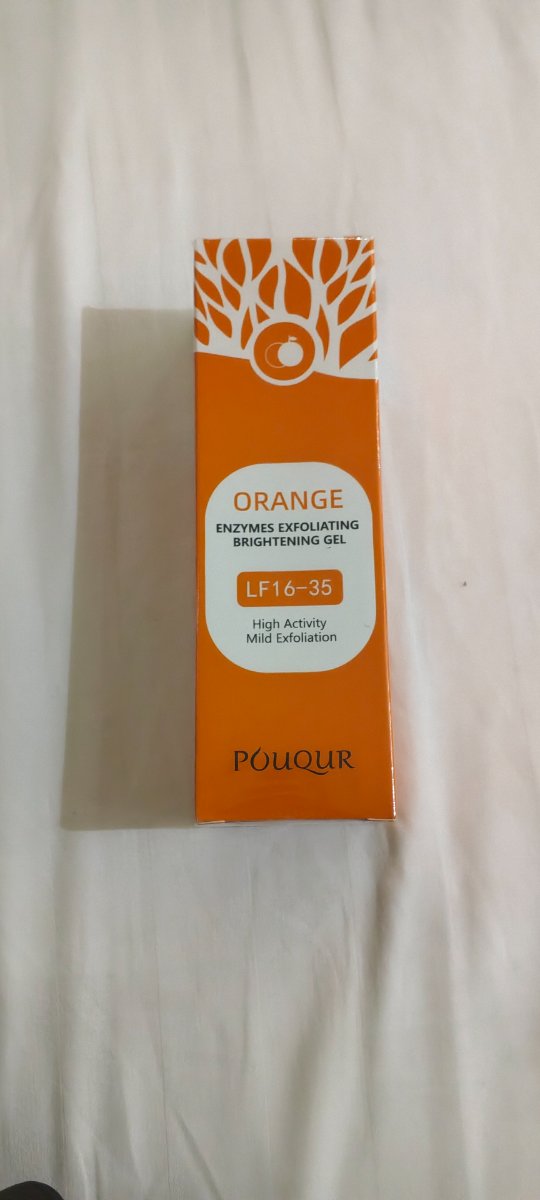 ORANGE
ENZYMES EXFOLIATING
BRIGHTENING GEL
LF16-35
High Activity
Mild Exfoliation
POUQUR